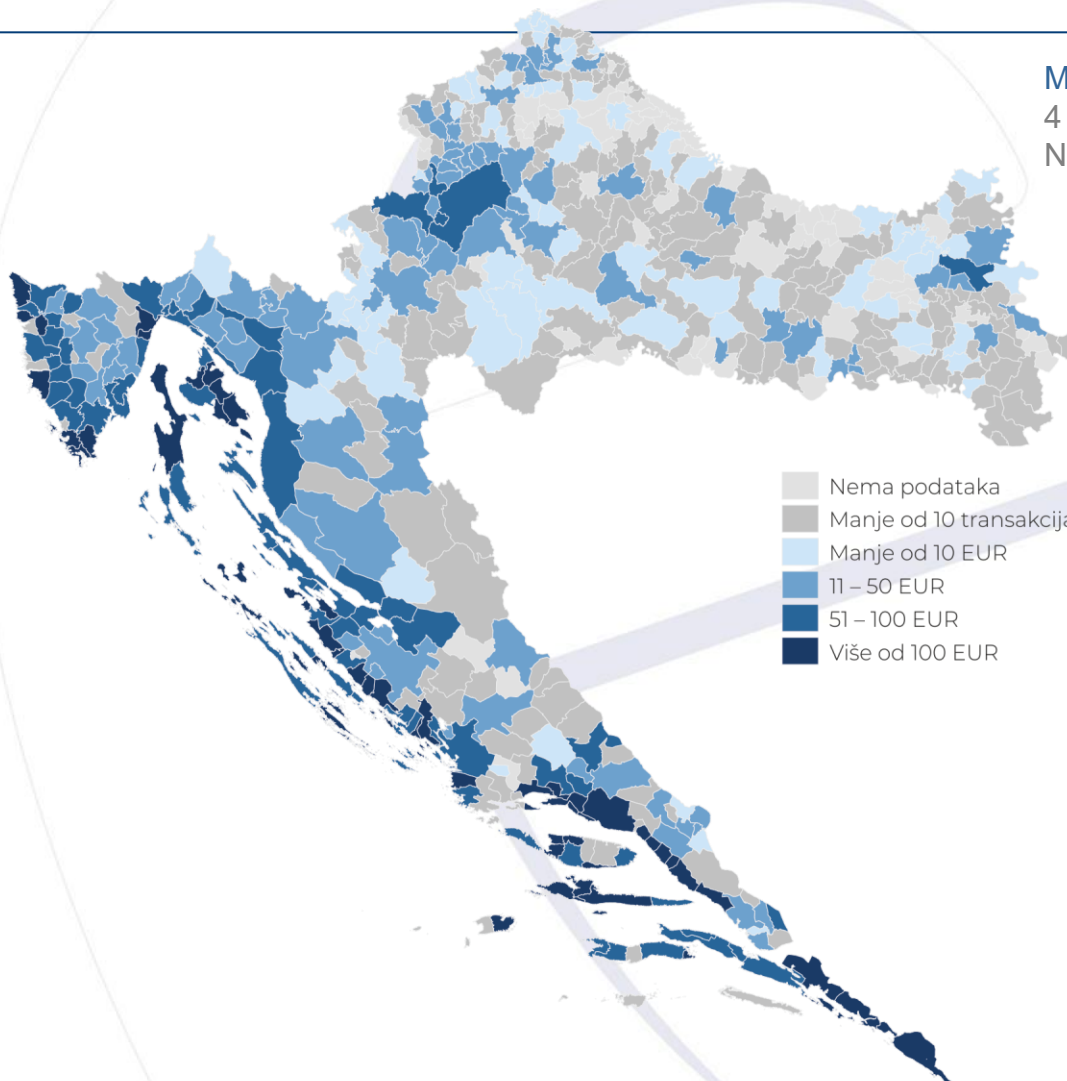 M
4
N
Nema podataka
Manje od 10 transakcija
Manje od 10 EUR
11 – 50 EUR
51 – 100 EUR
Više od 100 EUR